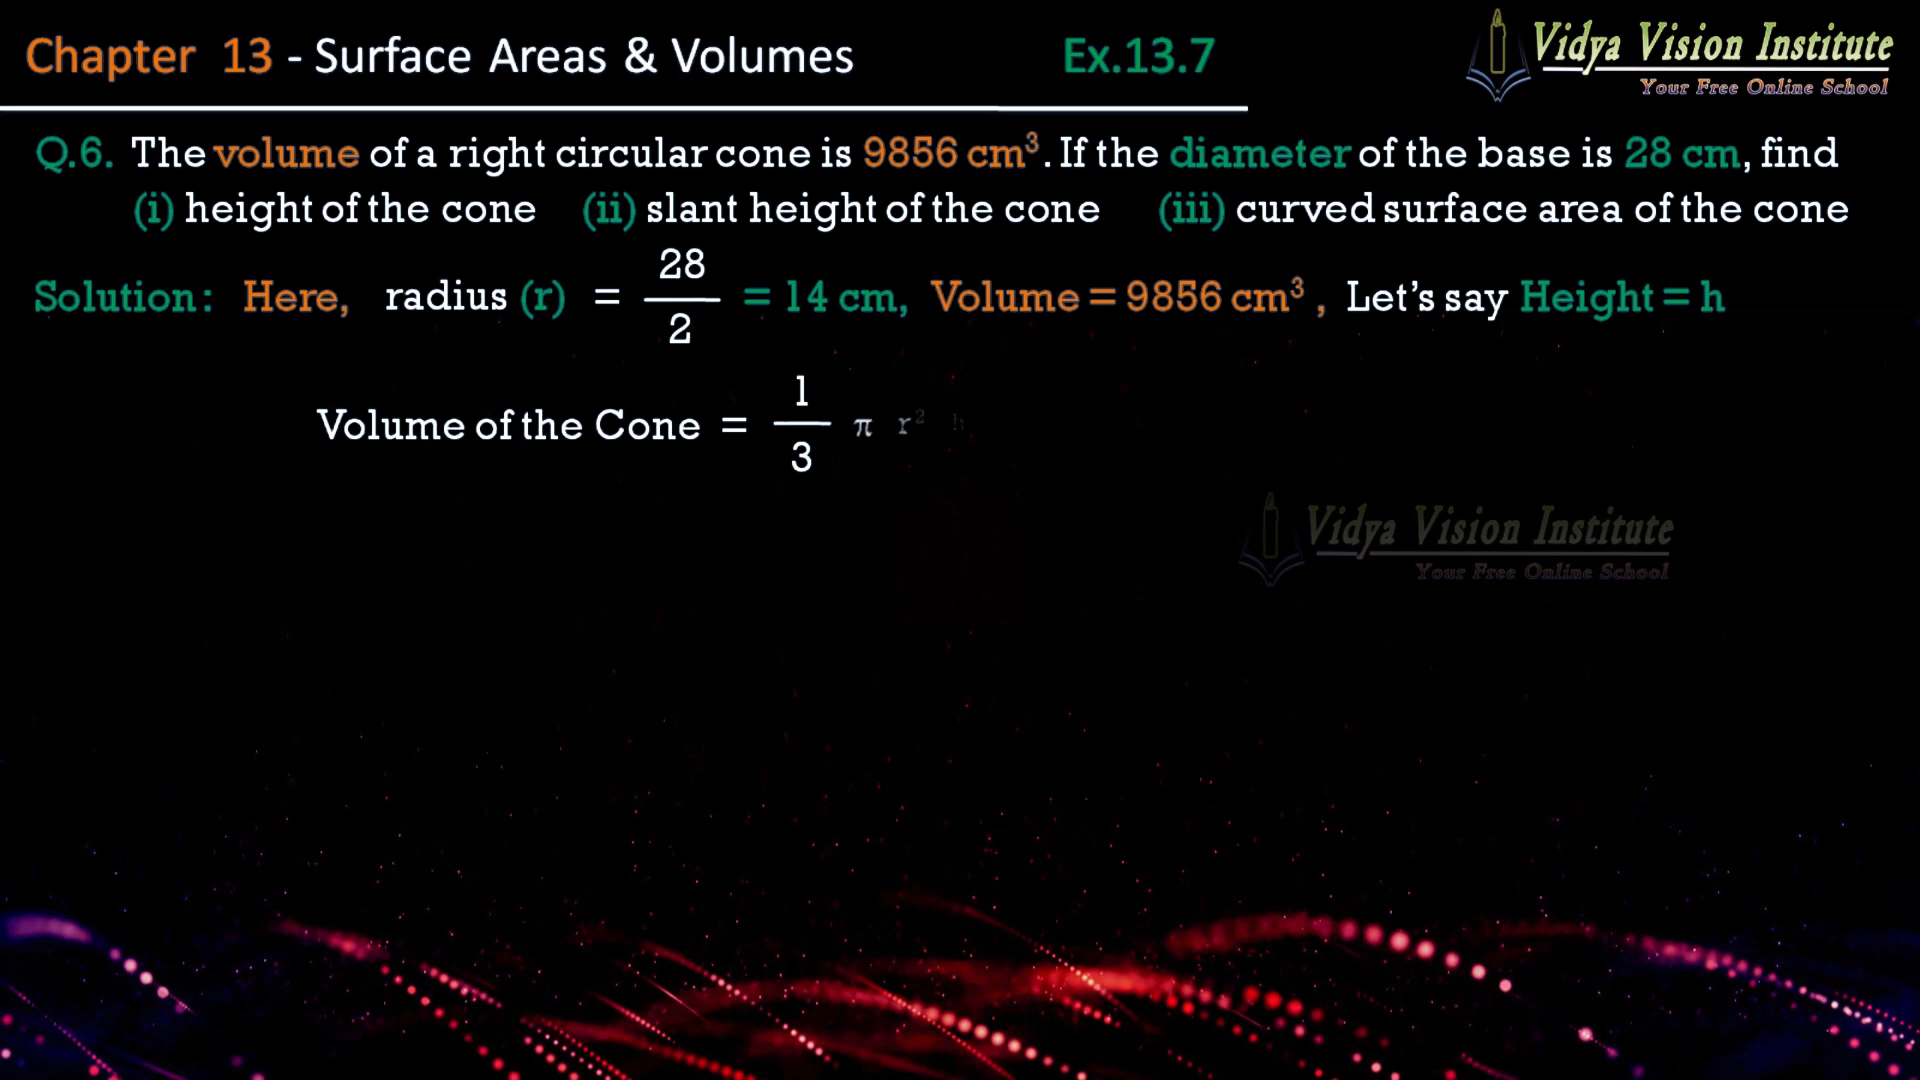 Chapter 13 - Surface Areas & Volumes Ex.13.7
Vidya Vision Institute
Your Free Online School
Q.6. The volume of a right circular cone is 9856 cm³. If the diameter of the base is 28 cm, find
(i) height of the cone (ii) slant height of the cone (iii) curved surface area of the cone
Solution: Here, radius (r) = 28/2 = 14 cm, Volume = 9856 cm³, Let's say Height = h
Volume of the Cone = 1/3 π r² h
Vidya Vision Institute
Your Free Online School